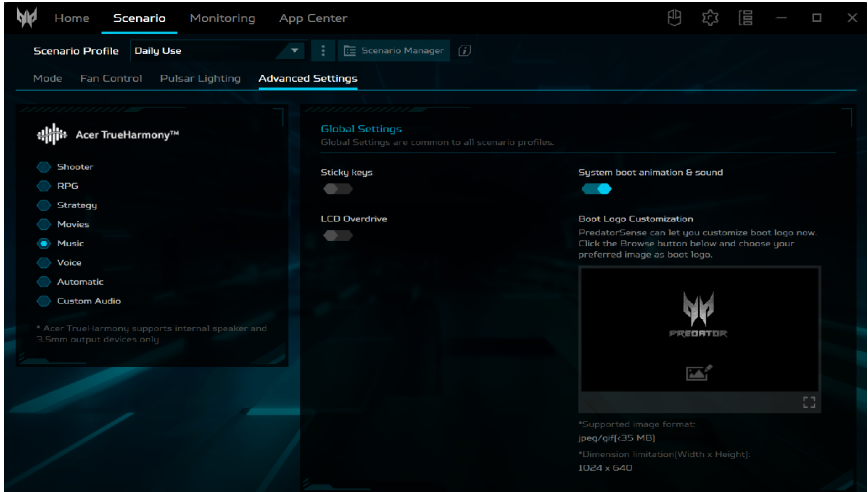 Home Scenario Monitoring App Center
Scenario Profile Daily Use Scenario Manager
Mode Fan Control Pulsar Lighting Advanced Settings
Acer TrueHarmony™
Shooter
RPG
Strategy
Movies
Music
Voice
Automatic
Custom Audio
* Acer TrueHarmony supports internal speaker and
3.5mm output devices only
Global Settings
Global Settings are common to all scenario profiles.
Sticky keys
LCD Overdrive
System boot animation & sound
Boot Logo Customization
PredatorSense can let you customize boot logo now.
Click the Browse button below and choose your
preferred image as boot logo.
PREDATOR
*Supported image format:
jpeg/gif[<35 MB]
*Dimension limitation[Width x Height]:
1024 x 640